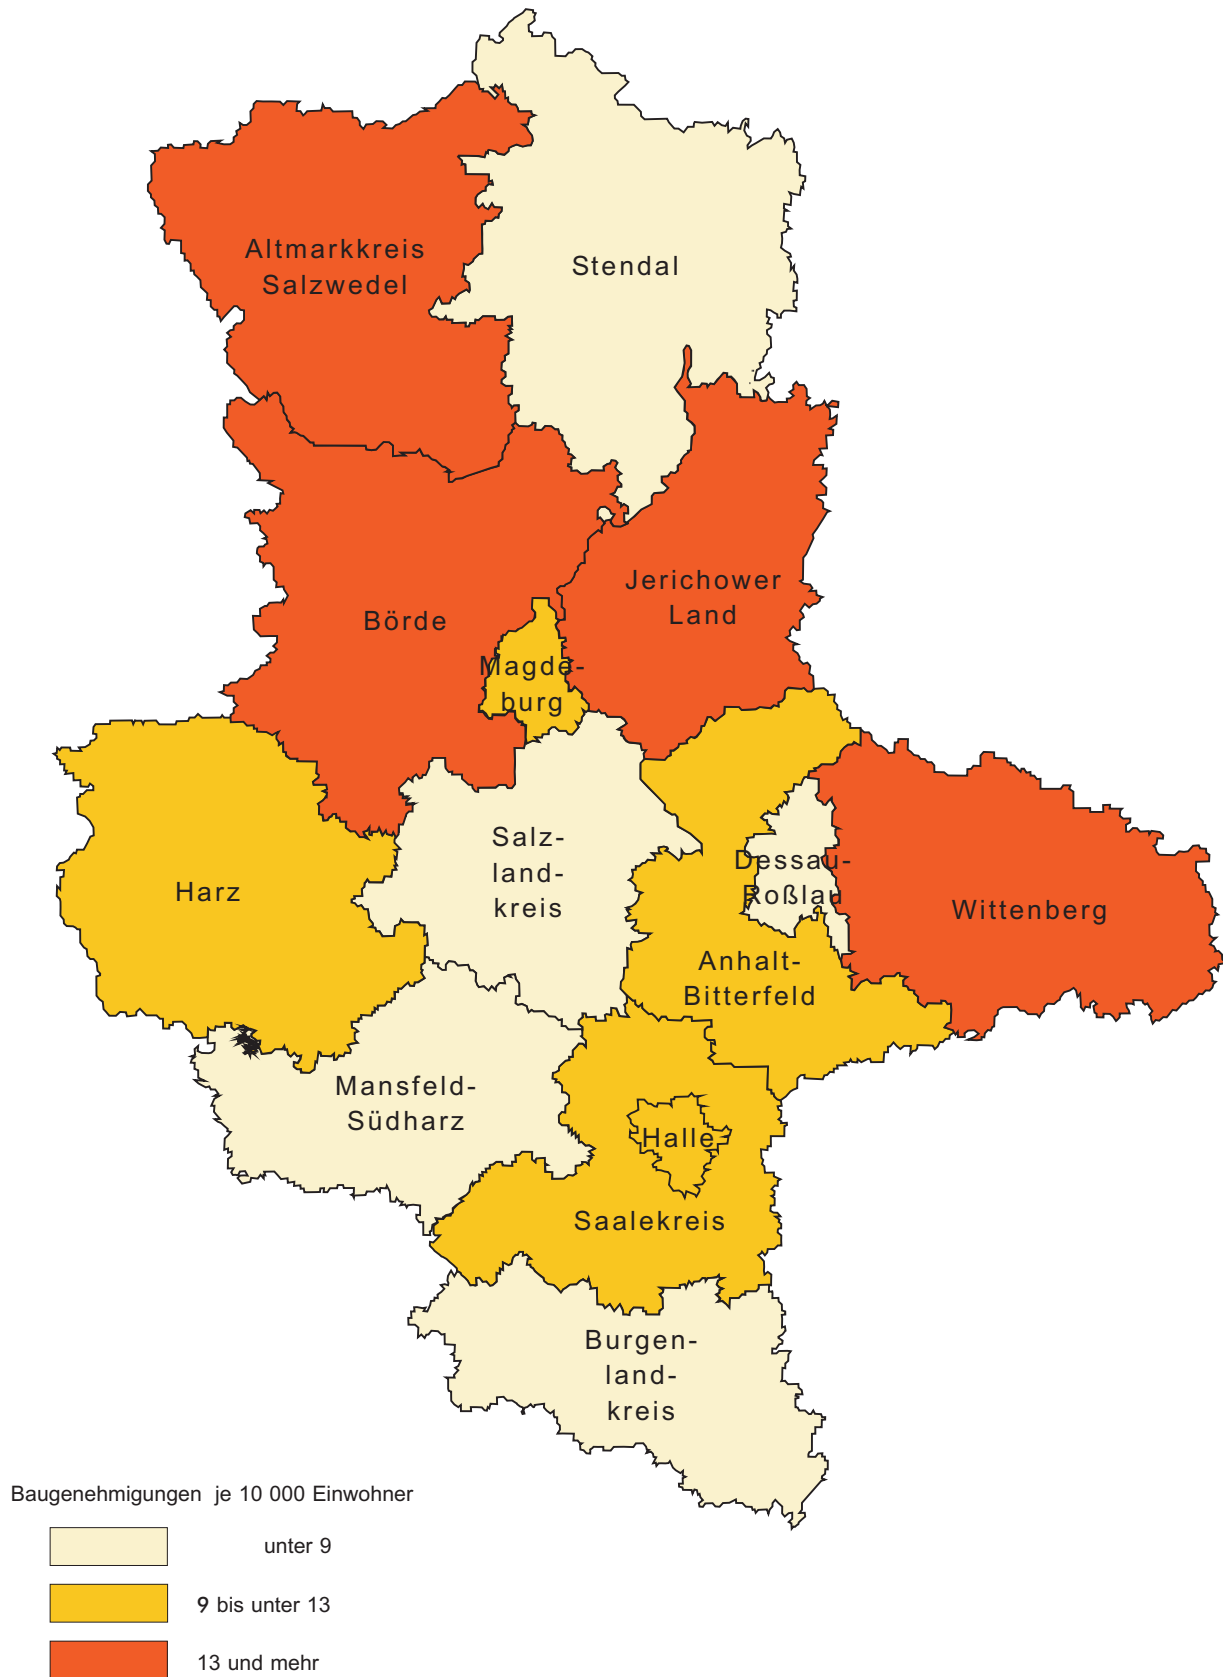 Altmarkkreis
Salzwedel
Stendal
Jerichower
Land
Börde
Magde-
burg
Salz-
land-
kreis
Dessau-
Roßlau
Harz
Wittenberg
Anhalt-
Bitterfeld
Mansfeld-
Südharz
Halle
Saalekreis
Burgen-
land-
kreis
Baugenehmigungen je 10 000 Einwohner
unter 9
9 bis unter 13
13 und mehr